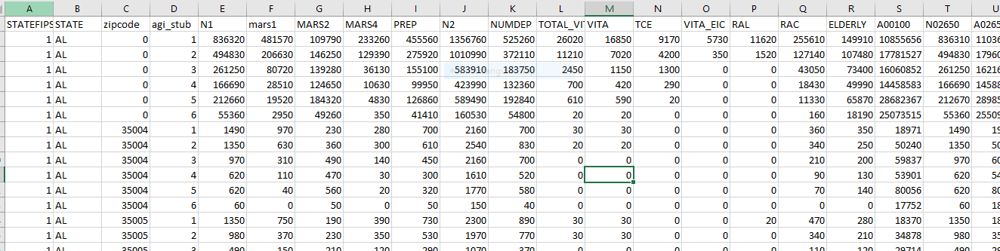 A B C D E F G H I J K L M N O P Q R S T U
STATEFIPS STATE zipcode agi_stub N1 mars1 MARS2 MARS4 PREP N2 NUMDEP TOTAL_VI VITA TCE VITA_EIC RAL RAC ELDERLY A00100 N02650 A0265
1 AL 0 1 836320 481570 109790 233260 455560 1356760 525260 26020 16850 9170 5730 11620 255610 149910 10855656 836310 11036
1 AL 0 2 494830 206630 146250 129390 275920 1010990 372110 11210 7020 4200 350 1520 127140 107480 17781527 494830 17960
1 AL 0 3 261250 80720 139280 36130 155100 583910 183750 2450 1150 1300 0 0 43050 73400 16060852 261250 16216
1 AL 0 4 166690 28510 124650 10630 99950 423990 132360 700 420 290 0 0 18430 49990 14458583 166690 14588
1 AL 0 5 212660 19520 184320 4830 126860 589490 192840 610 590 20 0 0 11330 65870 28682367 212670 28985
1 AL 0 6 55360 2950 49260 350 41410 160530 54800 20 20 0 0 0 160 18190 25073515 55360 25509
1 AL 35004 1 1490 970 230 280 700 2160 700 30 30 0 0 0 360 350 18971 1490 19
1 AL 35004 2 1350 630 360 300 610 2540 830 20 20 0 0 0 340 250 50240 1350 50
1 AL 35004 3 970 310 490 140 450 2160 700 0 0 0 0 0 210 200 59837 970 60
1 AL 35004 4 620 110 470 30 300 1610 520 0 0 0 0 0 90 130 53901 620 54
1 AL 35004 5 620 40 560 20 320 1770 580 0 0 0 0 0 70 140 80056 620 80
1 AL 35004 6 60 0 50 0 50 150 40 0 0 0 0 0 0 0 17752 60 18
1 AL 35005 1 1350 750 190 390 730 2300 890 30 30 0 0 20 470 280 18370 1350 18
1 AL 35005 2 980 370 230 350 530 1970 770 30 30 0 0 0 340 210 34878 980 35
1 AL 35005 3 490 150 210 120 290 1070 370 0 0 0 0 0 110 120 29714 490 29